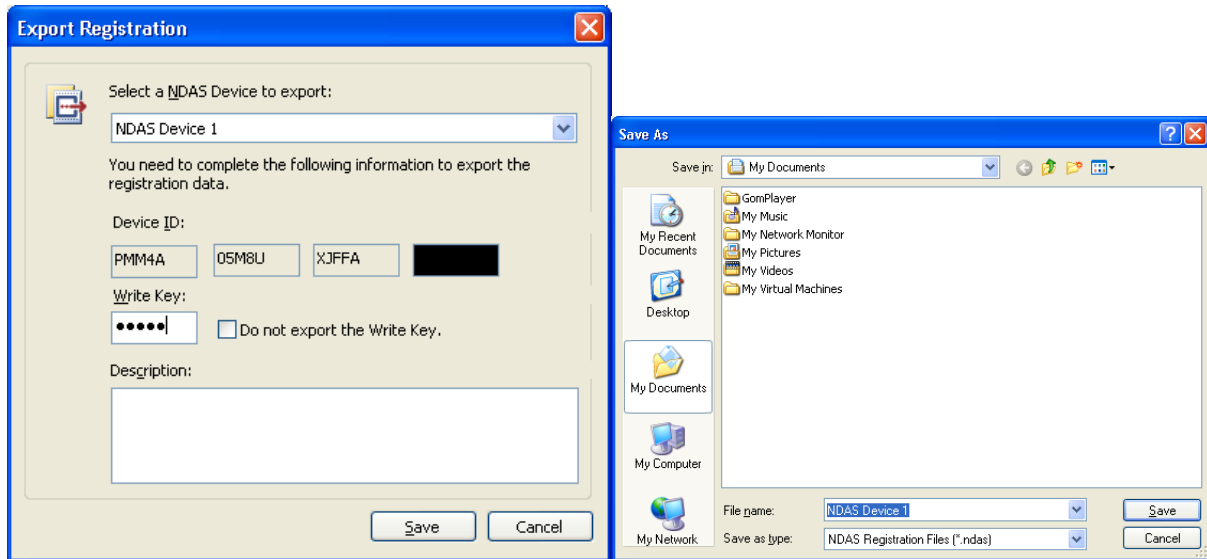 Export Registration
Select a NDAS Device to export:
NDAS Device 1
You need to complete the following information to export the
registration data.
Device ID:
PMM4A 05M8U XJFFA
Write Key:
•••••
Do not export the Write Key.
Description:
Save Cancel
Save As
Save in: My Documents
My Recent
Documents
Desktop
My Documents
My Computer
My Network
GomPlayer
My Music
My Network Monitor
My Pictures
My Videos
My Virtual Machines
File name: NDAS Device 1 Save
Save as type: NDAS Registration Files (*.ndas) Cancel